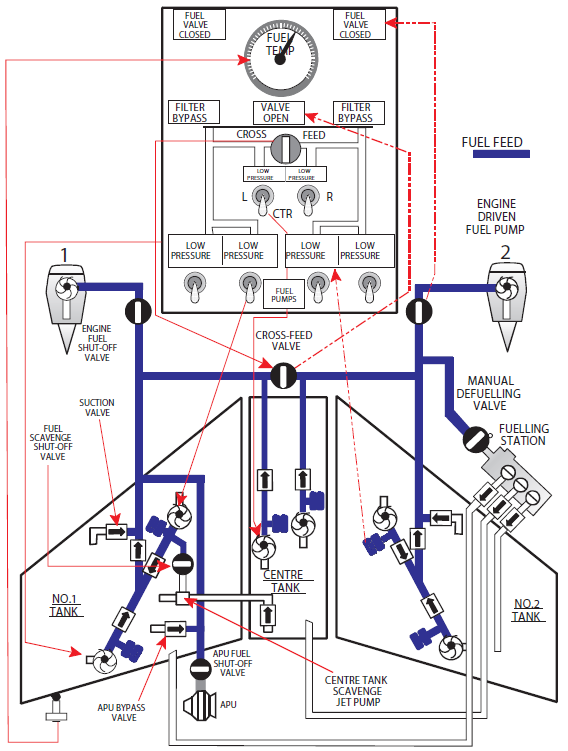 FUEL
VALVE
CLOSED
FUEL
TEMP
FUEL
VALVE
CLOSED
FILTER
BYPASS
VALVE
OPEN
FILTER
BYPASS
CROSS FEED
LOW
PRESSURE
LOW
PRESSURE
L R
CTR
LOW
PRESSURE
LOW
PRESSURE
LOW
PRESSURE
LOW
PRESSURE
FUEL
PUMPS
FUEL FEED
ENGINE
DRIVEN
FUEL PUMP
1
2
ENGINE
FUEL
SHUT-OFF
VALVE
CROSS-FEED
VALVE
MANUAL
DEFUELLING
VALVE
FUELLING
STATION
SUCTION
VALVE
FUEL
SCAVENGE
SHUT-OFF
VALVE
CENTRE
TANK
NO.1
TANK
NO.2
TANK
APU FUEL
SHUT-OFF
VALVE
CENTRE TANK
SCAVENGE
JET PUMP
APU BYPASS
VALVE
APU